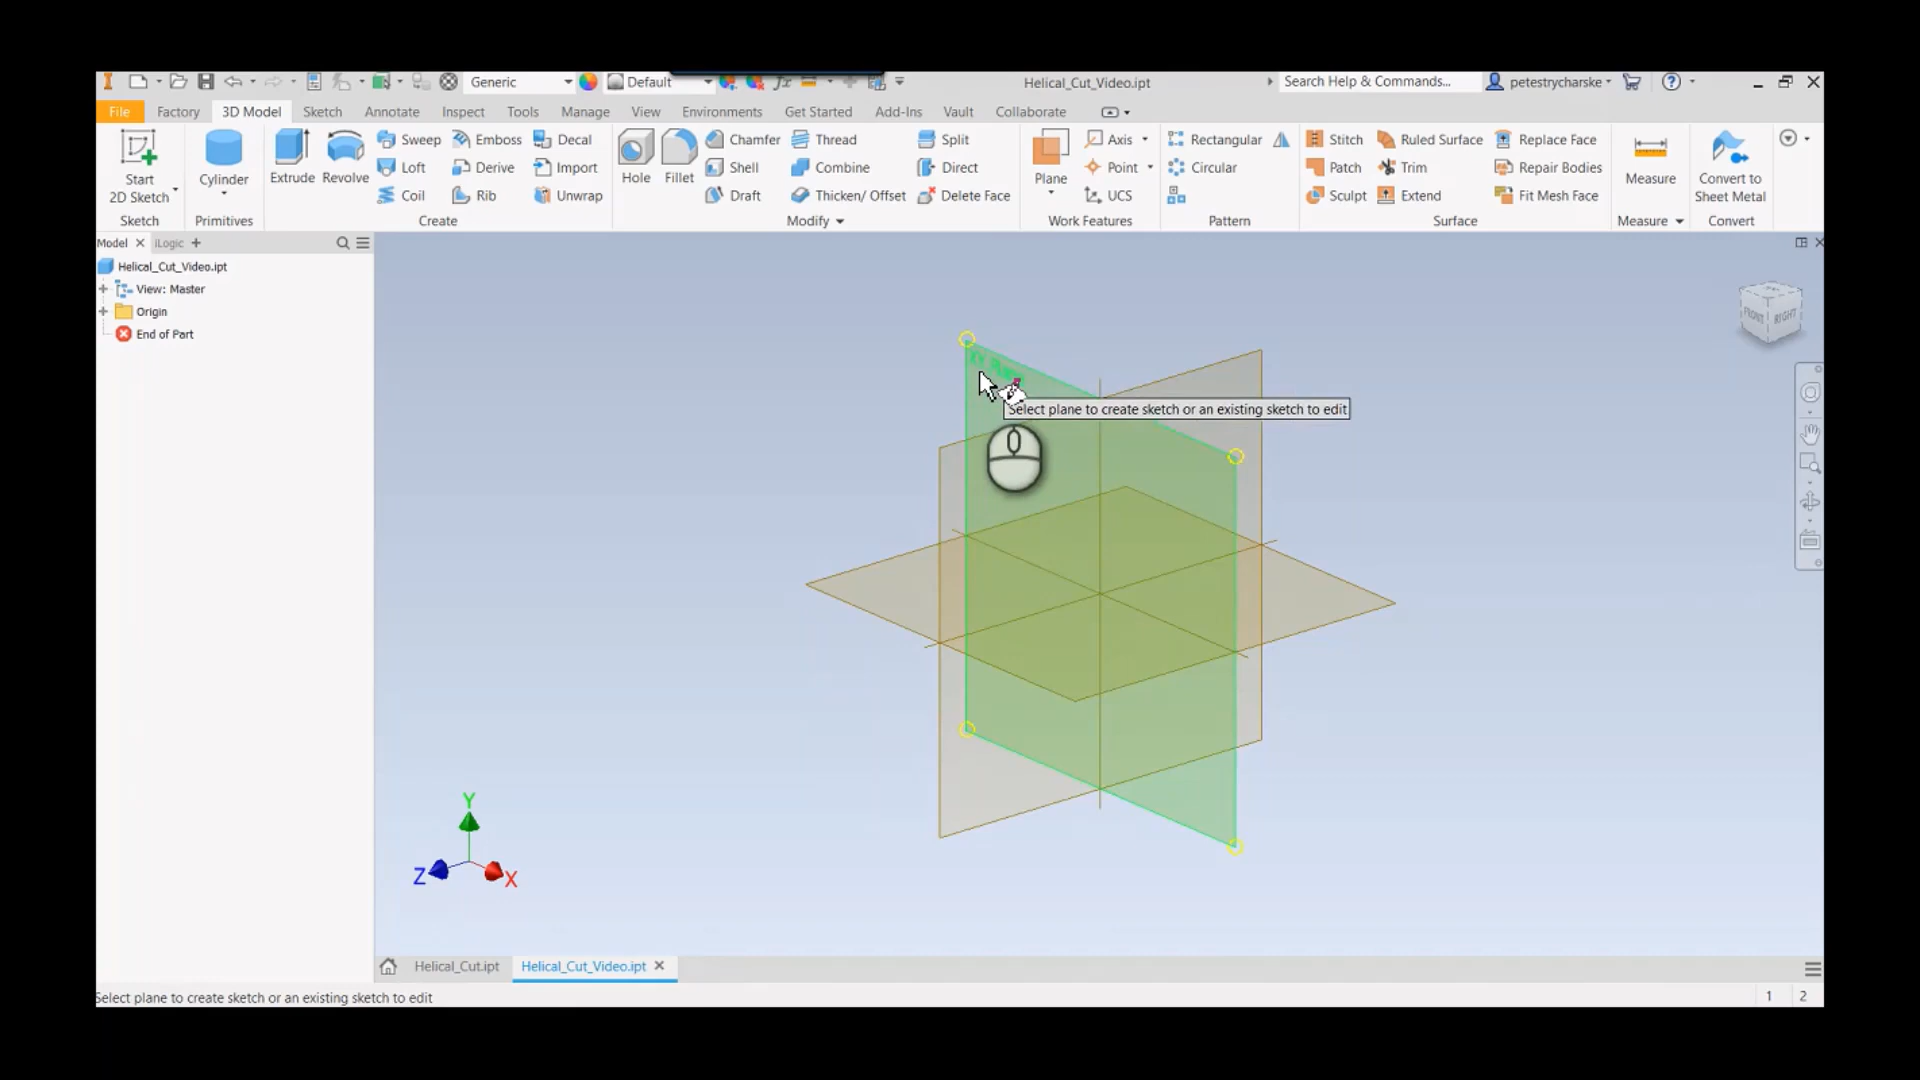 Generic Default Helical_Cut_Video Search Help & Commands... petestrycharske
File Factory 3D Model Sketch Annotate Inspect Tools Manage View Environments Get Started Add-Ins Vault Collaborate
Start 2D Sketch
Sketch
Cylinder
Primitives
Extrude Revolve
Sweep Emboss Decal
Loft Derive Import
Coil Rib Unwrap
Create
Hole Fillet
Chamfer Thread Split
Shell Combine Direct
Draft Thicken/ Offset Delete Face
Modify
Plane
Axis
Point
UCS
Work Features
Rectangular
Circular
Pattern
Stitch Ruled Surface Replace Face
Patch Trim Repair Bodies
Sculpt Extend Fit Mesh Face
Surface
Measure
Measure
Convert to Sheet Metal
Convert
Model iLogic
Helical_Cut_Video.ipt
View: Master
Origin
End of Part
FRONT RIGHT
Select plane to create sketch or an existing sketch to edit
Y
Z X
Helical_Cut.ipt Helical_Cut_Video.ipt
Select plane to create sketch or an existing sketch to edit 1 2